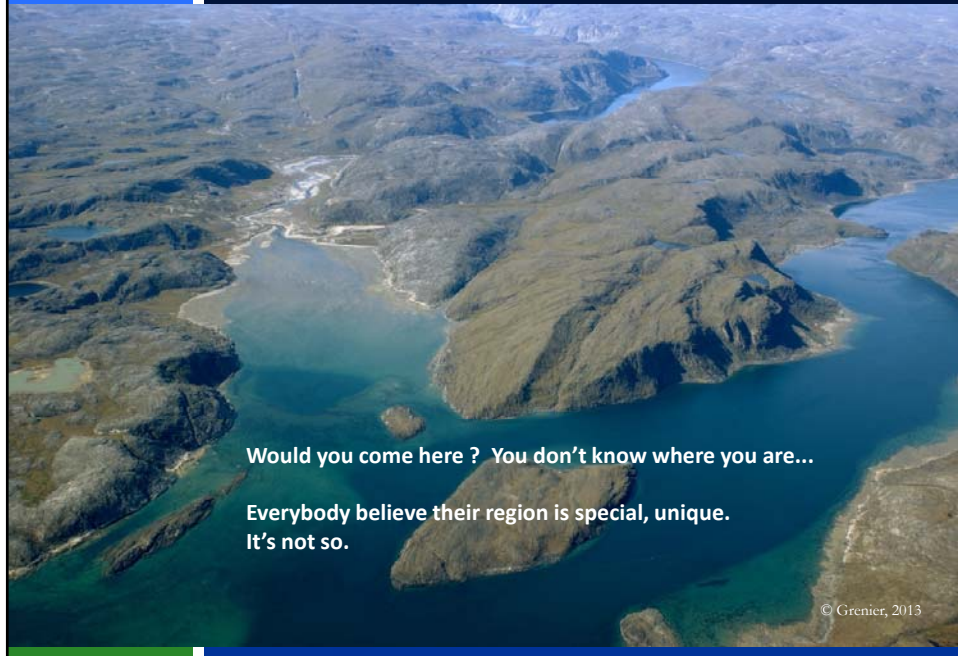 Would you come here ?  You don’t know where you are...
Everybody believe their region is special, unique.
It’s not so.
© Grenier, 2013